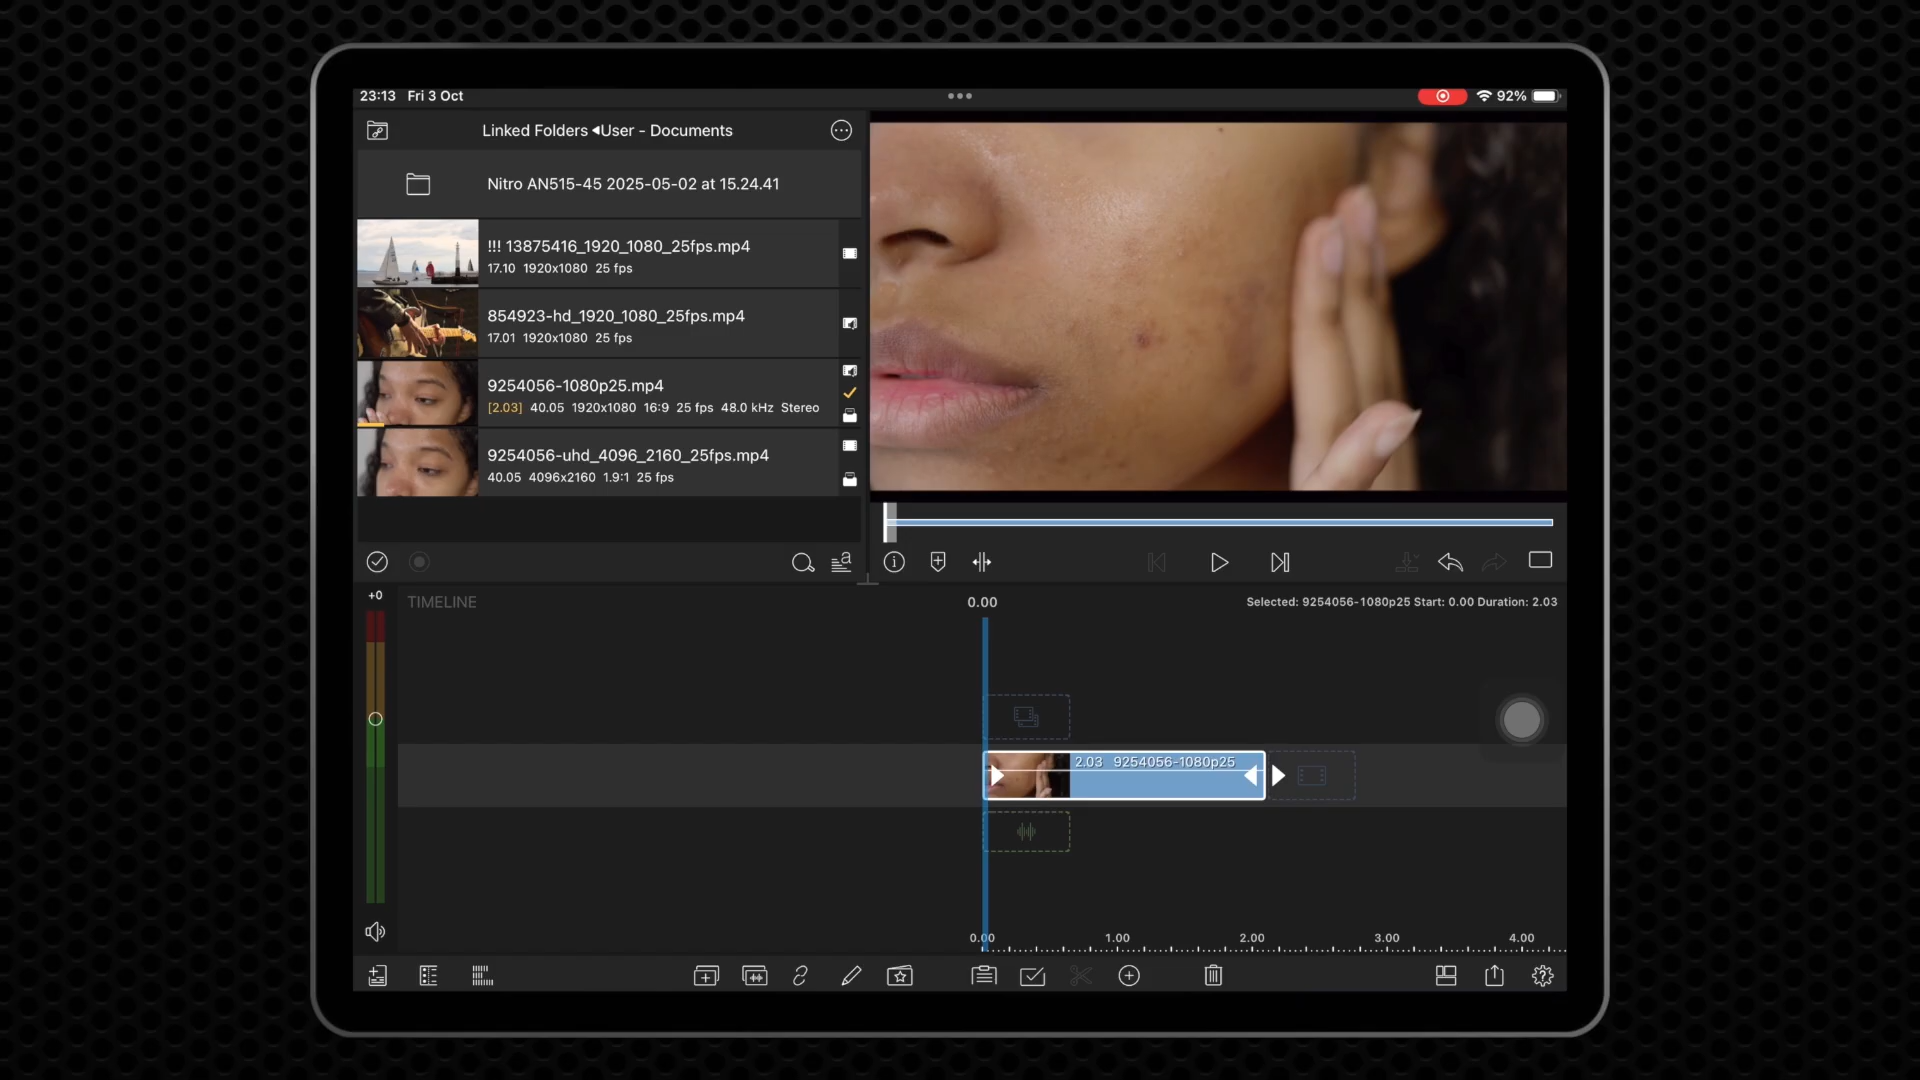 23:13 Fri 3 Oct
92%
Linked Folders ◀User - Documents
Nitro AN515-45 2025-05-02 at 15.24.41
!!! 13875416_1920_1080_25fps.mp4
17.10 1920x1080 25 fps
854923-hd_1920_1080_25fps.mp4
17.01 1920x1080 25 fps
9254056-1080p25.mp4
[2.03] 40.05 1920x1080 16:9 25 fps 48.0 kHz Stereo
9254056-uhd_4096_2160_25fps.mp4
40.05 4096x2160 1.9:1 25 fps
+0
TIMELINE
0.00
Selected: 9254056-1080p25 Start: 0.00 Duration: 2.03
2.03 9254056-1080p25
0.00 1.00 2.00 3.00 4.00